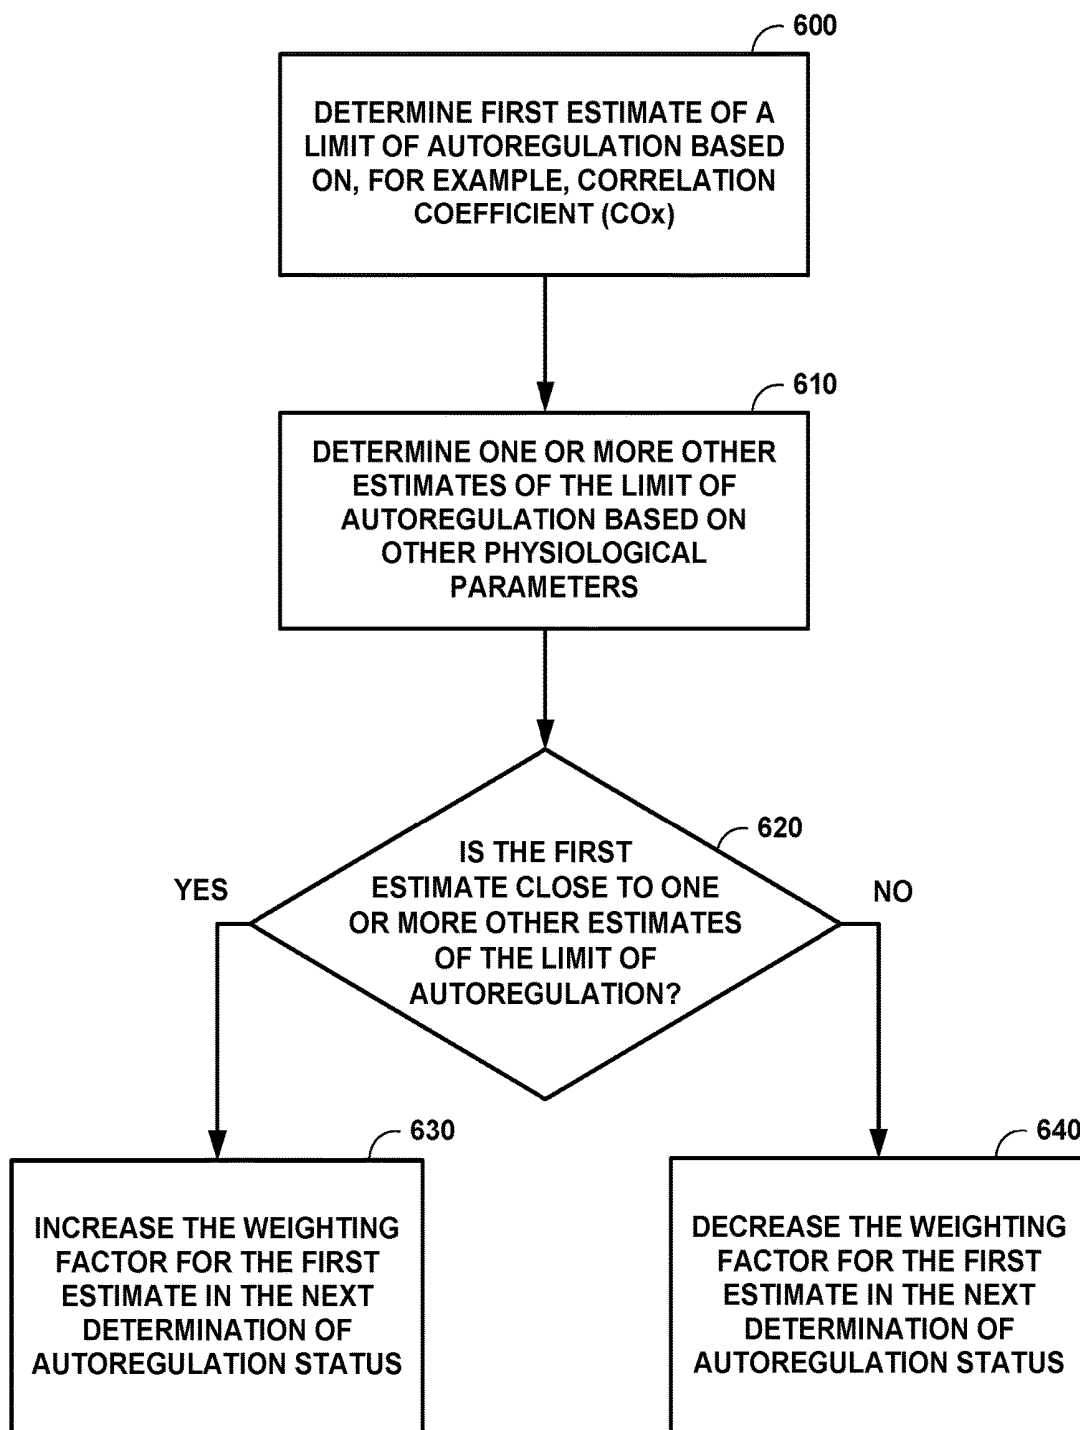 600
DETERMINE FIRST ESTIMATE OF A
LIMIT OF AUTOREGULATION BASED
ON, FOR EXAMPLE, CORRELATION
COEFFICIENT (COx)
610
DETERMINE ONE OR MORE OTHER
ESTIMATES OF THE LIMIT OF
AUTOREGULATION BASED ON
OTHER PHYSIOLOGICAL
PARAMETERS
620
IS THE FIRST
ESTIMATE CLOSE TO ONE
OR MORE OTHER ESTIMATES
OF THE LIMIT OF
AUTOREGULATION?
YES
NO
630
INCREASE THE WEIGHTING
FACTOR FOR THE FIRST
ESTIMATE IN THE NEXT
DETERMINATION OF
AUTOREGULATION STATUS
640
DECREASE THE WEIGHTING
FACTOR FOR THE FIRST
ESTIMATE IN THE NEXT
DETERMINATION OF
AUTOREGULATION STATUS